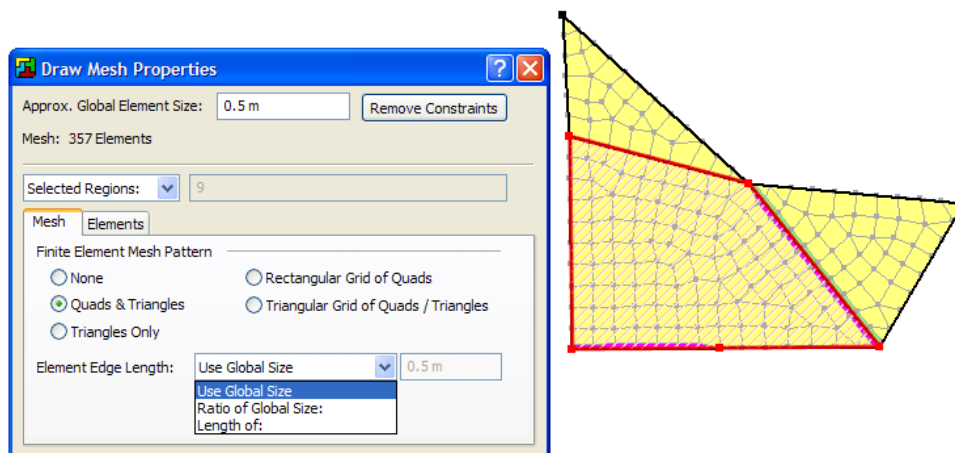 Draw Mesh Properties
Approx. Global Element Size: 0.5 m Remove Constraints
Mesh: 357 Elements
Selected Regions: 9
Mesh Elements
Finite Element Mesh Pattern
None Rectangular Grid of Quads
Quads & Triangles Triangular Grid of Quads / Triangles
Triangles Only
Element Edge Length: Use Global Size 0.5 m
Use Global Size
Ratio of Global Size:
Length of: